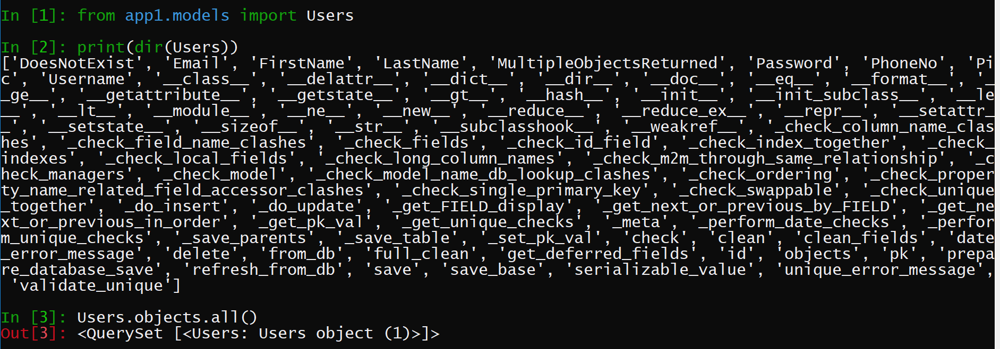 In [1]: from app1.models import Users
In [2]: print(dir(Users))
['DoesNotExist', 'Email', 'FirstName', 'LastName', 'MultipleObjectsReturned', 'Password', 'PhoneNo', 'Pi
c', 'Username', '__class__', '__delattr__', '__dict__', '__dir__', '__doc__', '__eq__', '__format__', '_
_ge__', '__getattribute__', '__getstate__', '__gt__', '__hash__', '__init__', '__init_subclass__', '__le
__', '__lt__', '__module__', '__ne__', '__new__', '__reduce__', '__reduce_ex__', '__repr__', '__setattr_
_', '__setstate__', '__sizeof__', '__str__', '__subclasshook__', '__weakref__', '_check_column_name_clas
hes', '_check_field_name_clashes', '_check_fields', '_check_id_field', '_check_index_together', '_check_
indexes', '_check_local_fields', '_check_long_column_names', '_check_m2m_through_same_relationship', '_c
heck_managers', '_check_model', '_check_model_name_db_lookup_clashes', '_check_ordering', '_check_proper
ty_name_related_field_accessor_clashes', '_check_single_primary_key', '_check_swappable', '_check_unique
_together', '_do_insert', '_do_update', '_get_FIELD_display', '_get_next_or_previous_by_FIELD', '_get_ne
xt_or_previous_in_order', '_get_pk_val', '_get_unique_checks', '_meta', '_perform_date_checks', '_perfor
m_unique_checks', '_save_parents', '_save_table', '_set_pk_val', 'check', 'clean', 'clean_fields', 'date
_error_message', 'delete', 'from_db', 'full_clean', 'get_deferred_fields', 'id', 'objects', 'pk', 'prepa
re_database_save', 'refresh_from_db', 'save', 'save_base', 'serializable_value', 'unique_error_message',
 'validate_unique']
In [3]: Users.objects.all()
Out[3]: <QuerySet [<Users: Users object (1)>]>